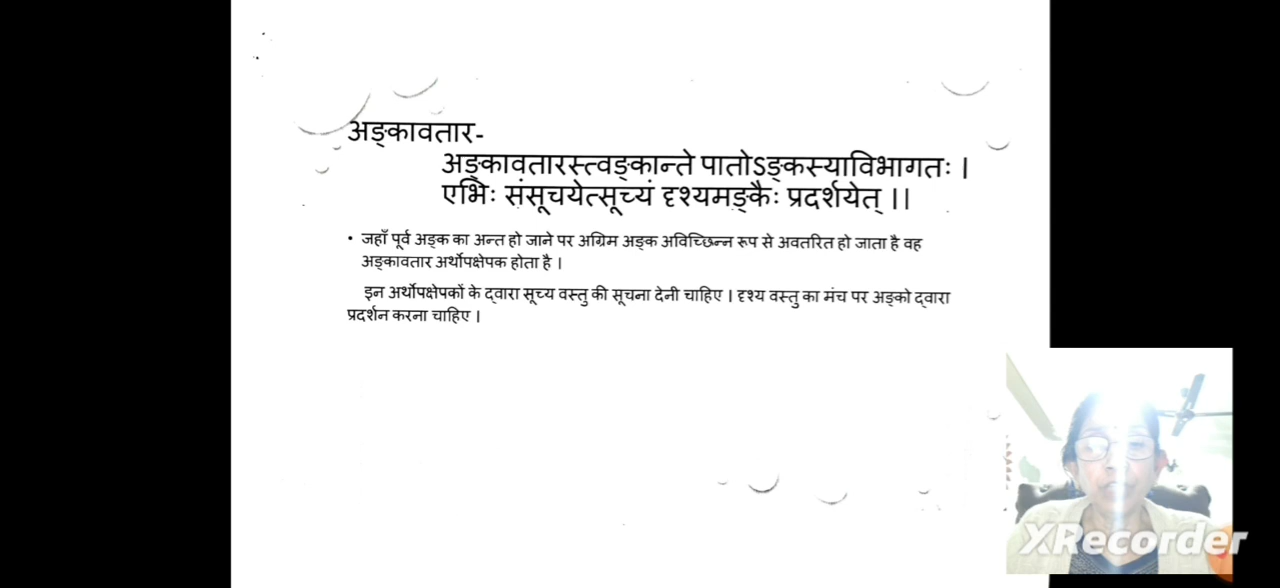 अङ्कावतार-
अङ्कावतारस्त्वङ्कान्ते पातोऽङ्कस्याविभागतः ।
एभिः संसूचयेत्सूच्यं दृश्यमङ्कैः प्रदर्शयेत् ।।
• जहाँ पूर्व अङ्क का अन्त हो जाने पर अग्रिम अङ्क अविच्छिन्न रूप से अवतरित हो जाता है वह
अङ्कावतार अर्थोपक्षेपक होता है ।
इन अर्थोपक्षेपकों के द्वारा सूच्य वस्तु की सूचना देनी चाहिए । दृश्य वस्तु का मंच पर अङ्को द्वारा
प्रदर्शन करना चाहिए ।
XRecorder